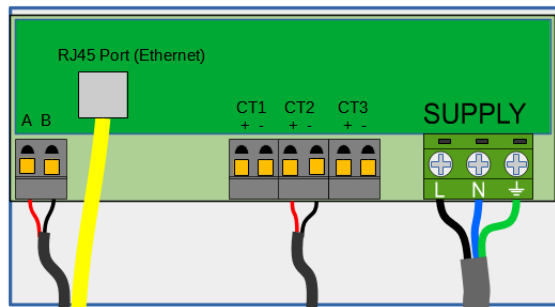 RJ45 Port (Ethernet)
A B
CT1 CT2 CT3
+ - + - + -
SUPPLY
L N